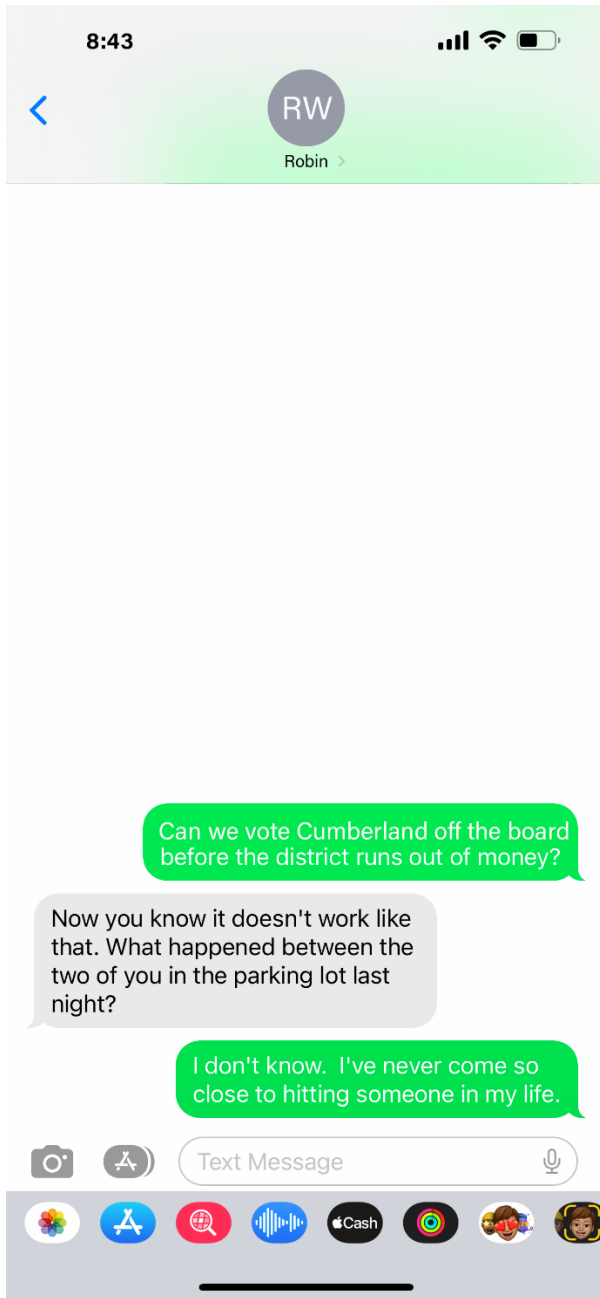 8:43
RW
Robin
Can we vote Cumberland off the board
before the district runs out of money?
Now you know it doesn't work like
that. What happened between the
two of you in the parking lot last
night?
I don't know.  I've never come so
close to hitting someone in my life.
Text Message
Cash